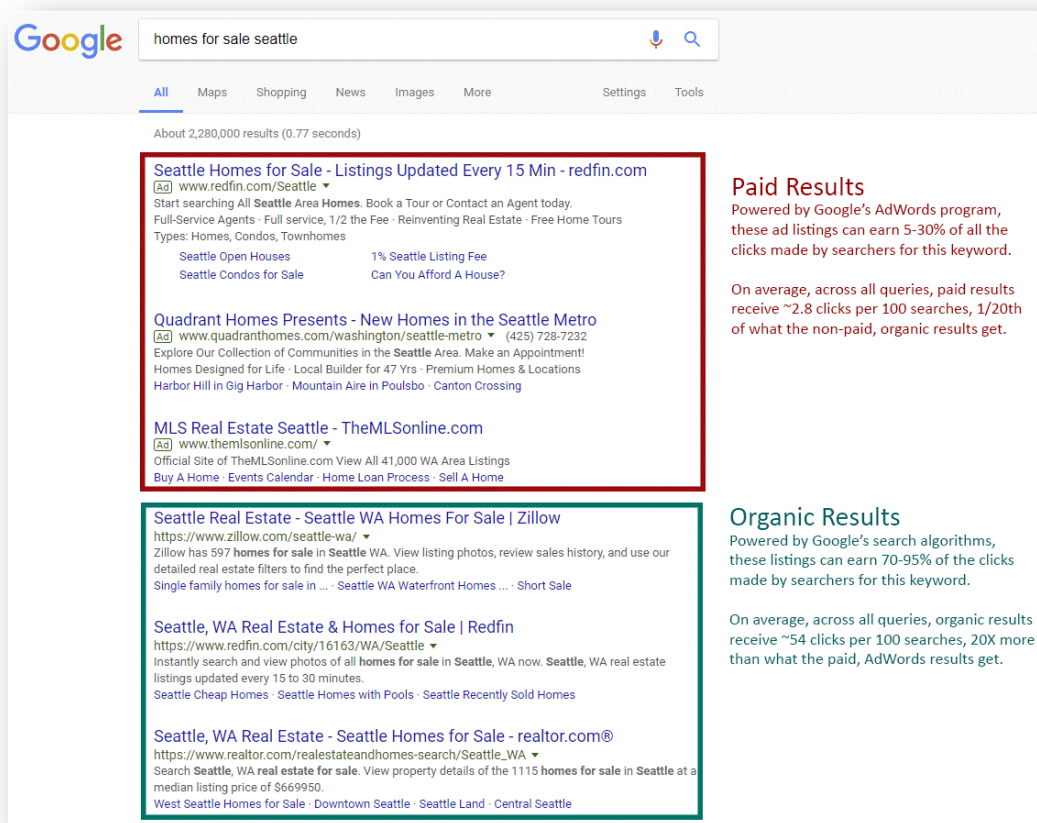 Google
homes for sale seattle
All Maps Shopping News Images More Settings Tools
About 2,280,000 results (0.77 seconds)
Seattle Homes for Sale - Listings Updated Every 15 Min - redfin.com
Ad www.redfin.com/Seattle
Start searching All Seattle Area Homes. Book a Tour or Contact an Agent today.
Full-Service Agents · Full service, 1/2 the Fee · Reinventing Real Estate · Free Home Tours
Types: Homes, Condos, Townhomes
Seattle Open Houses 1% Seattle Listing Fee
Seattle Condos for Sale Can You Afford A House?
Quadrant Homes Presents - New Homes in the Seattle Metro
Ad www.quadranthomes.com/washington/seattle-metro (425) 728-7232
Explore Our Collection of Communities in the Seattle Area. Make an Appointment!
Homes Designed for Life · Local Builder for 47 Yrs · Premium Homes & Locations
Harbor Hill in Gig Harbor · Mountain Aire in Poulsbo · Canton Crossing
MLS Real Estate Seattle - TheMLSonline.com
Ad www.themlsonline.com/
Official Site of TheMLSonline.com View All 41,000 WA Area Listings
Buy A Home · Events Calendar · Home Loan Process · Sell A Home
Paid Results
Powered by Google's AdWords program,
these ad listings can earn 5-30% of all the
clicks made by searchers for this keyword.
On average, across all queries, paid results
receive ~2.8 clicks per 100 searches, 1/20th
of what the non-paid, organic results get.
Seattle Real Estate - Seattle WA Homes For Sale | Zillow
https://www.zillow.com/seattle-wa/
Zillow has 597 homes for sale in Seattle WA. View listing photos, review sales history, and use our
detailed real estate filters to find the perfect place.
Single family homes for sale in ... · Seattle WA Waterfront Homes ... · Short Sale
Seattle, WA Real Estate & Homes for Sale | Redfin
https://www.redfin.com/city/16163/WA/Seattle
Instantly search and view photos of all homes for sale in Seattle, WA now. Seattle, WA real estate
listings updated every 15 to 30 minutes.
Seattle Cheap Homes · Seattle Homes with Pools · Seattle Recently Sold Homes
Seattle, WA Real Estate - Seattle Homes for Sale - realtor.com®
https://www.realtor.com/realestateandhomes-search/Seattle_WA
Search Seattle, WA real estate for sale. View property details of the 1115 homes for sale in Seattle at a
median listing price of $669950.
West Seattle Homes for Sale · Downtown Seattle · Seattle Land · Central Seattle
Organic Results
Powered by Google's search algorithms,
these listings can earn 70-95% of the clicks
made by searchers for this keyword.
On average, across all queries, organic results
receive ~54 clicks per 100 searches, 20X more
than what the paid, AdWords results get.